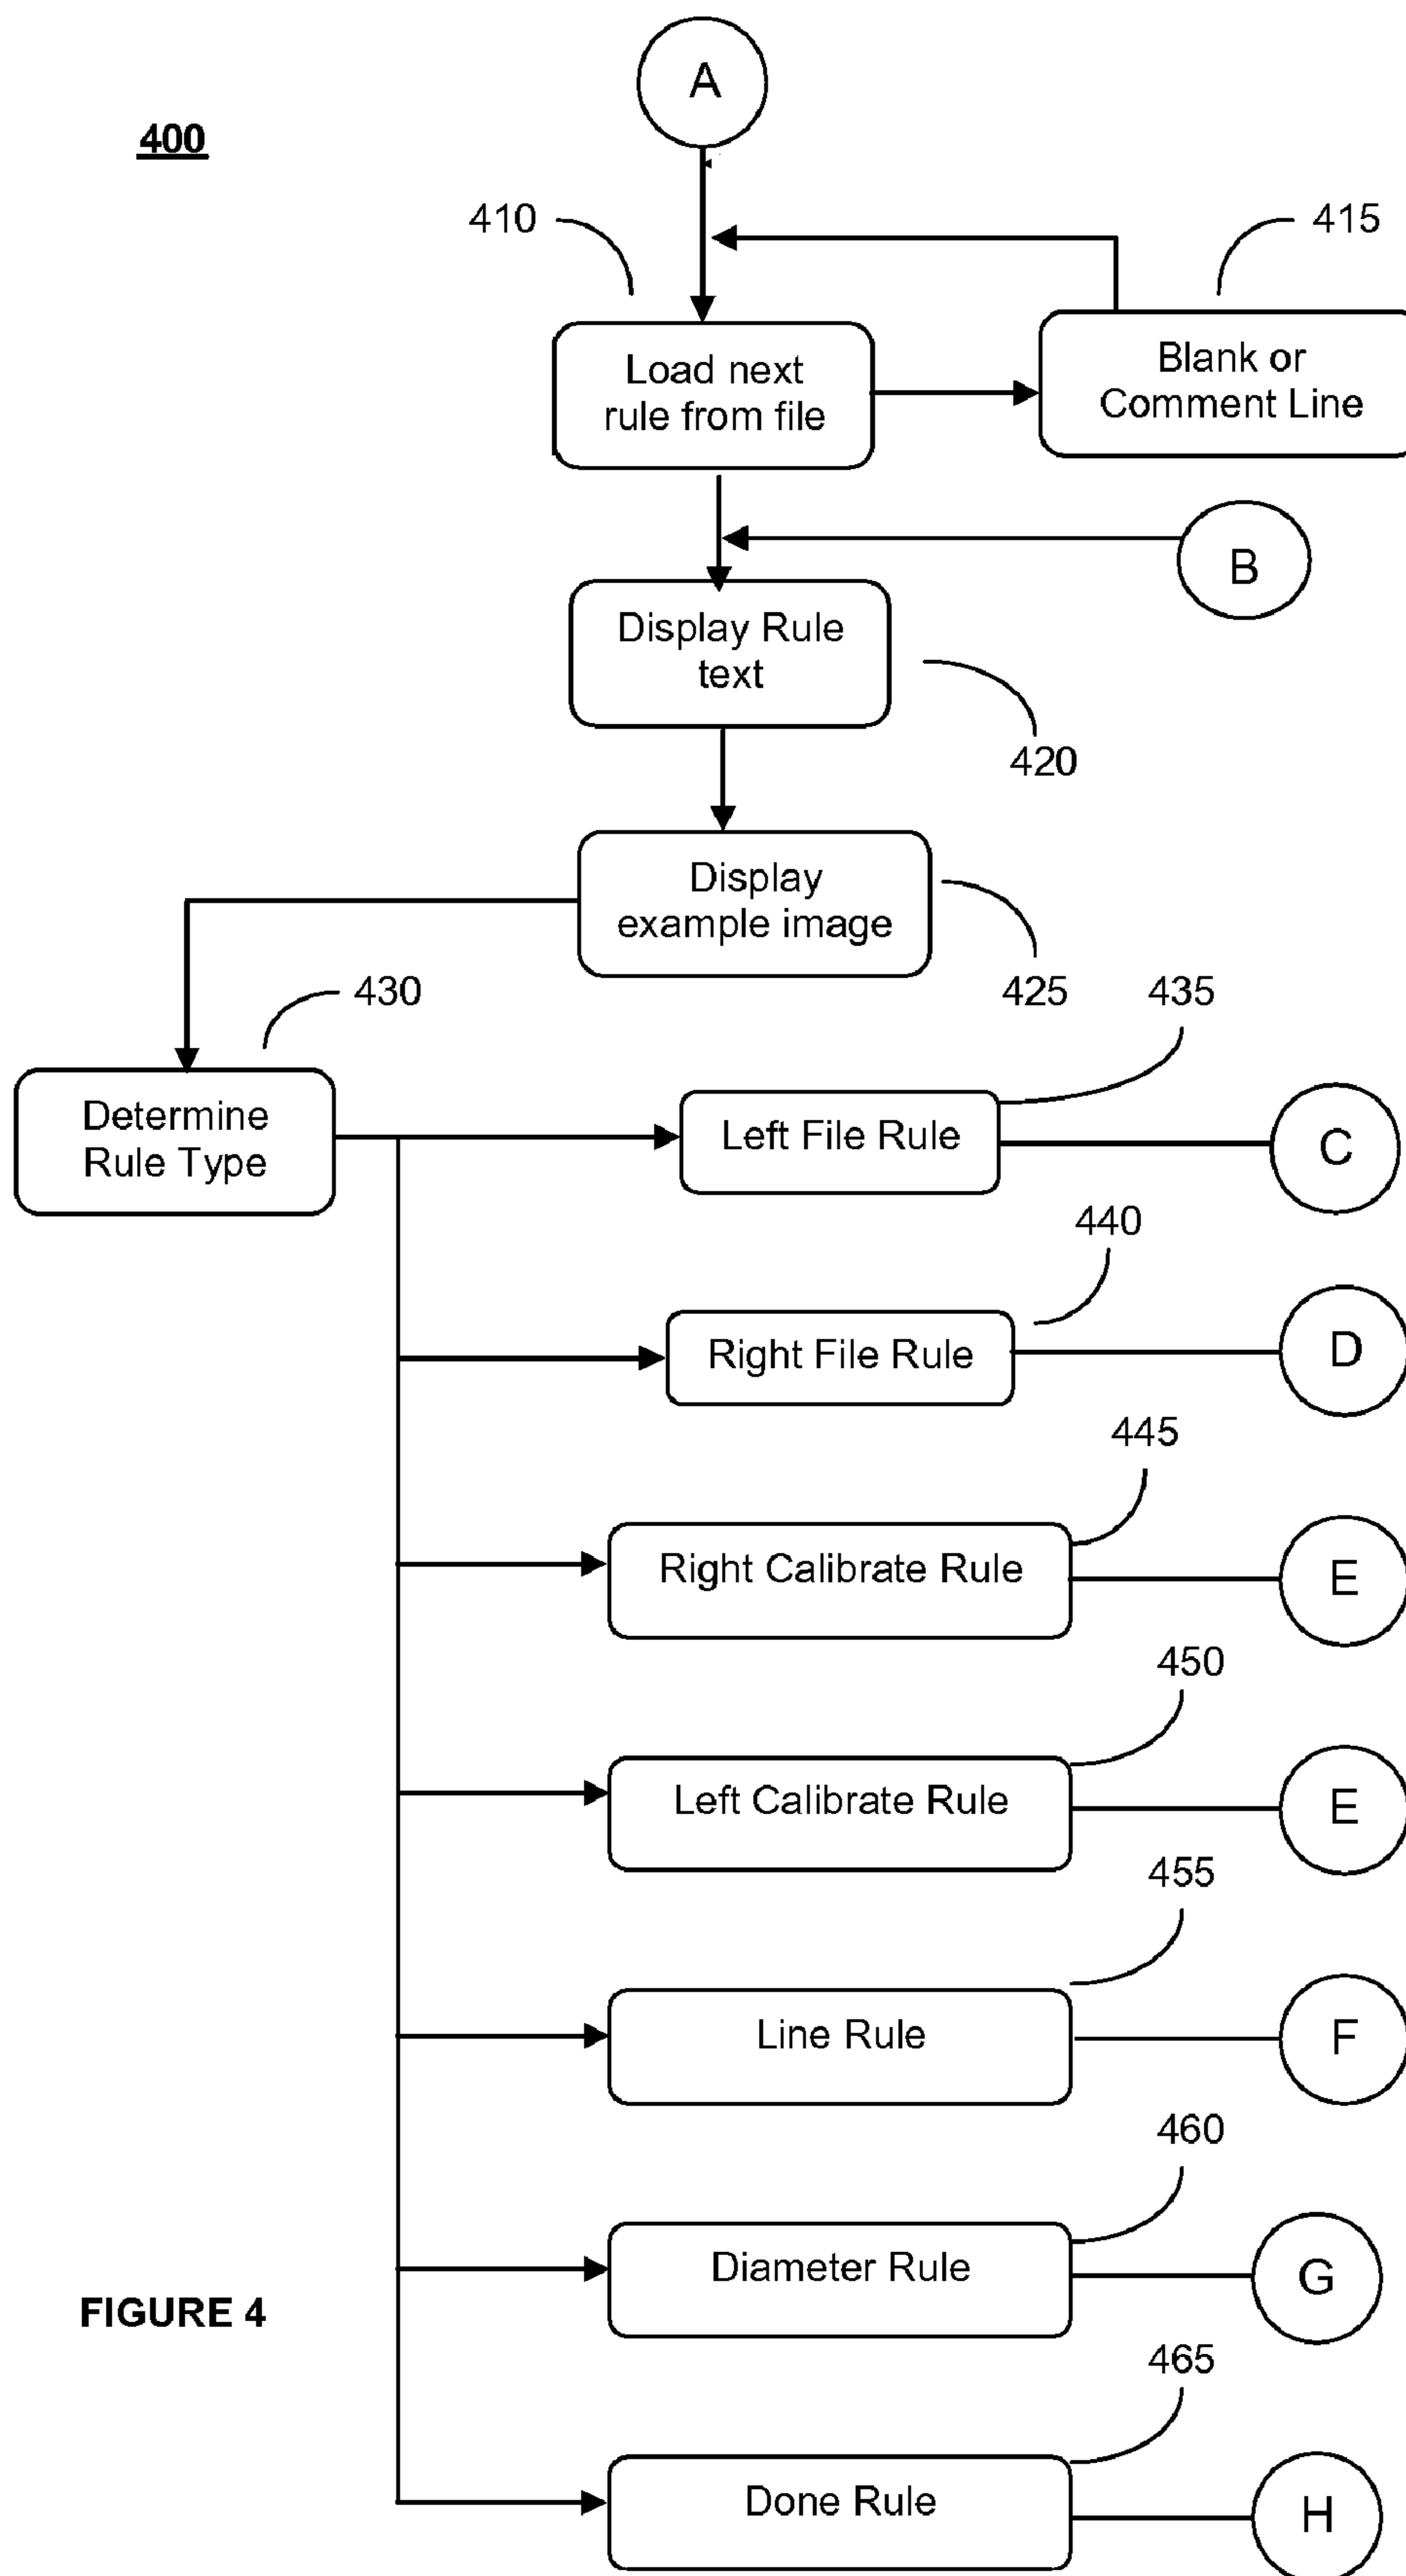 A
400
410
415
Load next
rule from file
Blank or
Comment Line
B
Display Rule
text
420
Display
example image
425
430
435
Determine
Rule Type
Left File Rule
C
440
Right File Rule
D
445
Right Calibrate Rule
E
450
Left Calibrate Rule
E
455
Line Rule
F
460
Diameter Rule
G
FIGURE 4
465
Done Rule
H